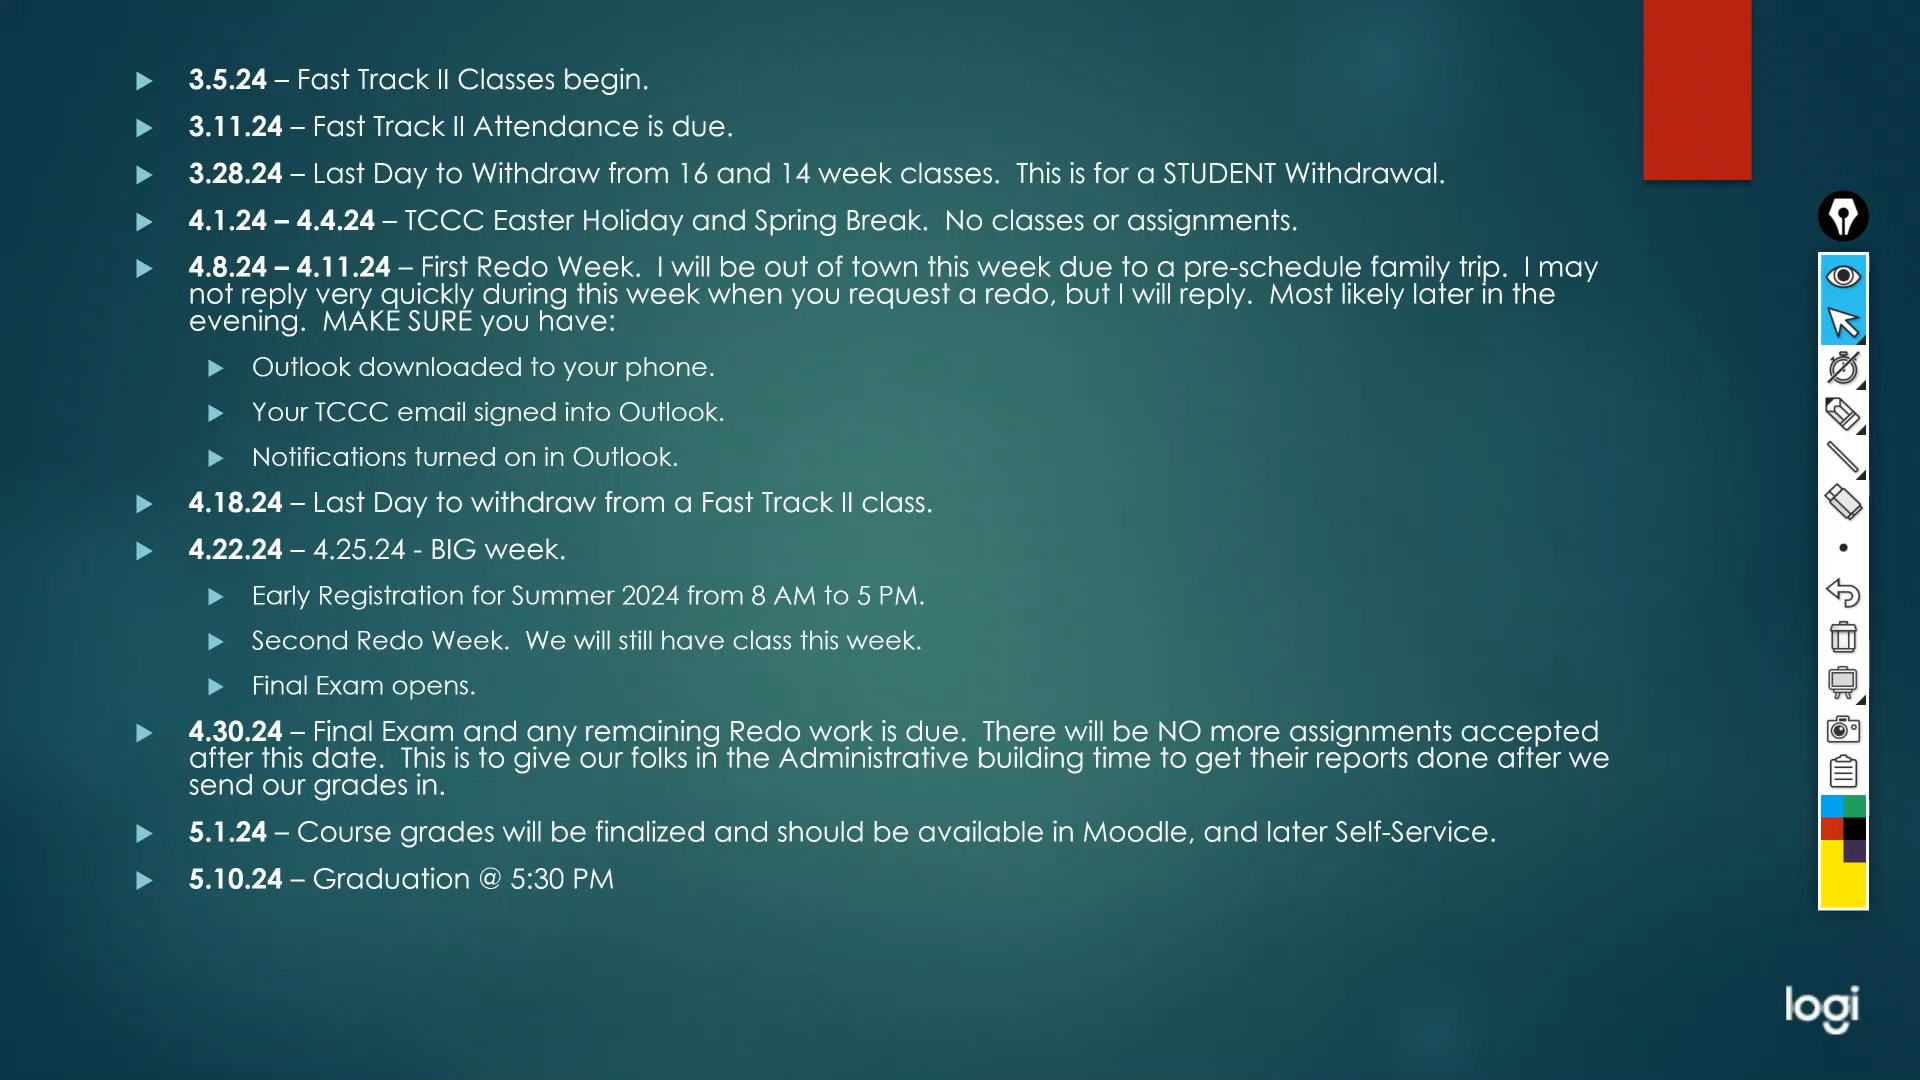 3.5.24 – Fast Track II Classes begin.
3.11.24 – Fast Track II Attendance is due.
3.28.24 – Last Day to Withdraw from 16 and 14 week classes.  This is for a STUDENT Withdrawal.
4.1.24 – 4.4.24 – TCCC Easter Holiday and Spring Break.  No classes or assignments.
4.8.24 – 4.11.24 – First Redo Week.  I will be out of town this week due to a pre-schedule family trip.  I may
not reply very quickly during this week when you request a redo, but I will reply.  Most likely later in the
evening.  MAKE SURE you have:
Outlook downloaded to your phone.
Your TCCC email signed into Outlook.
Notifications turned on in Outlook.
4.18.24 – Last Day to withdraw from a Fast Track II class.
4.22.24 – 4.25.24 - BIG week.
Early Registration for Summer 2024 from 8 AM to 5 PM.
Second Redo Week.  We will still have class this week.
Final Exam opens.
4.30.24 – Final Exam and any remaining Redo work is due.  There will be NO more assignments accepted
after this date.  This is to give our folks in the Administrative building time to get their reports done after we
send our grades in.
5.1.24 – Course grades will be finalized and should be available in Moodle, and later Self-Service.
5.10.24 – Graduation @ 5:30 PM
logi